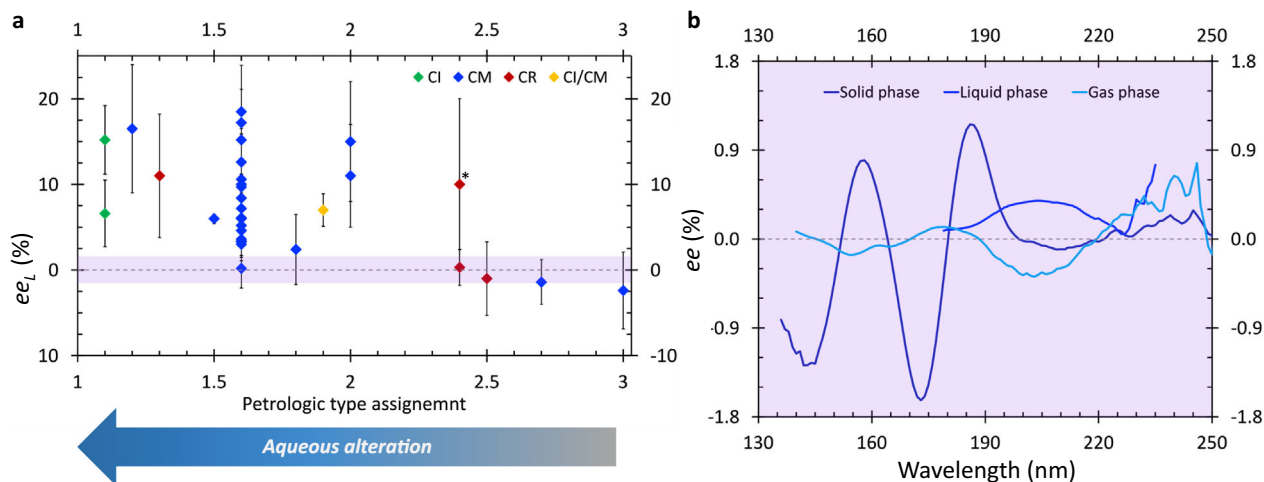 a
1 1.5 2 2.5 3
CI CM CR CI/CM
20
10
0
10
20
10
0
-10
*
ee_L (%)
1 1.5 2 2.5 3
Petrologic type assignemnt
Aqueous alteration
b
130 160 190 220 250
1.8
0.9
0.0
-0.9
-1.8
1.8
0.9
0.0
-0.9
-1.8
Solid phase Liquid phase Gas phase
ee (%)
130 160 190 220 250
Wavelength (nm)